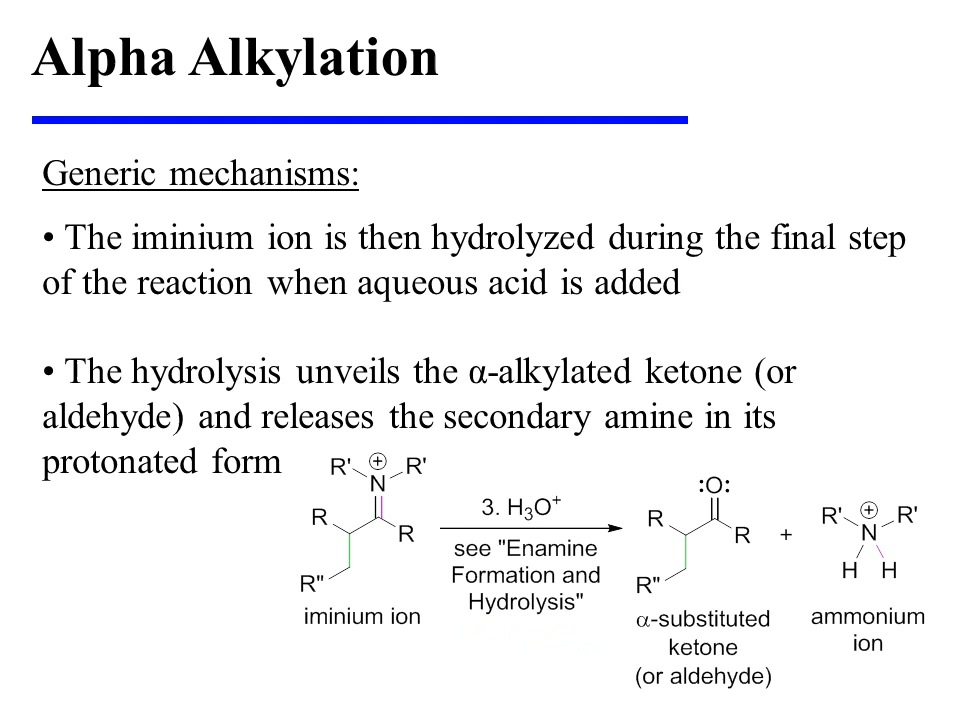 Alpha Alkylation
Generic mechanisms:
• The iminium ion is then hydrolyzed during the final step
of the reaction when aqueous acid is added
• The hydrolysis unveils the α-alkylated ketone (or
aldehyde) and releases the secondary amine in its
protonated form
R' + R'
N
R
R
R"
iminium ion
3. H₃O⁺
see "Enamine
Formation and
Hydrolysis"
:O:
R
R
R"
α-substituted
ketone
(or aldehyde)
+
R' + R'
N
H H
ammonium
ion